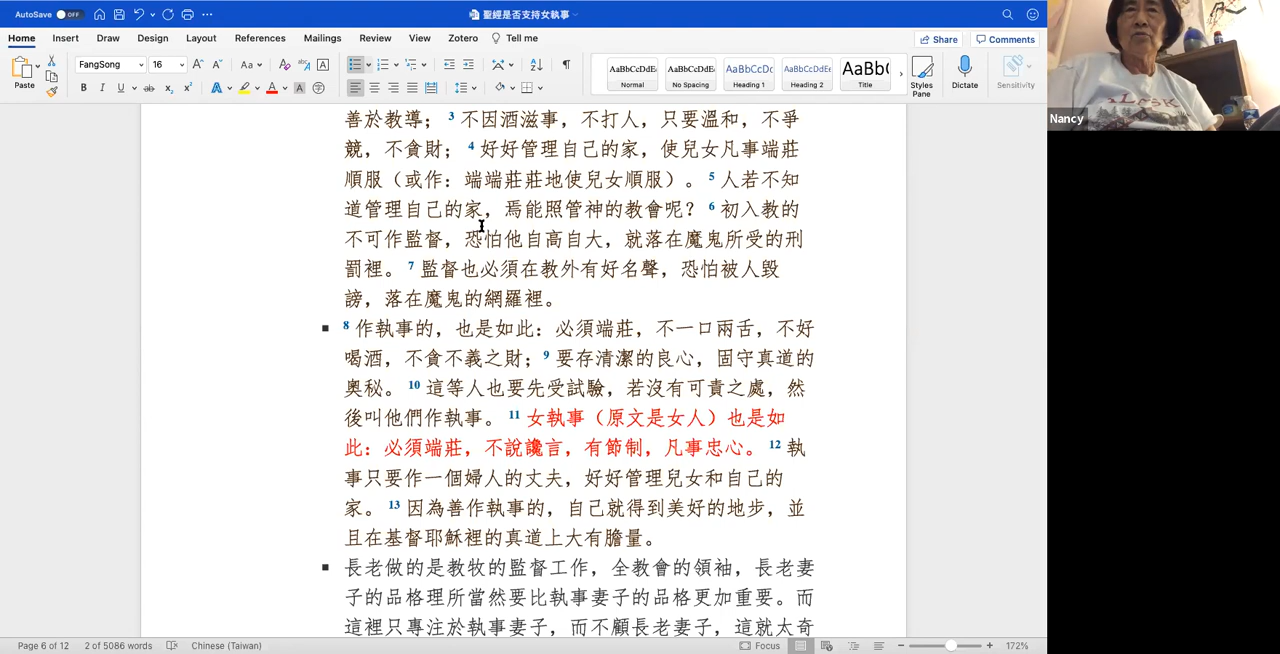 AutoSave OFF
聖經是否支持女執事
Home Insert Draw Design Layout References Mailings Review View Zotero Tell me
Share Comments
Paste
FangSong 16
AaBbCcDdEe AaBbCcDdEe AaBbCcDc AaBbCcDdEe AaBb(
Normal No Spacing Heading 1 Heading 2 Title
Styles Pane
Dictate
Sensitivity
Nancy
善於教導；3 不因酒滋事，不打人，只要溫和，不爭
競，不貪財；4 好好管理自己的家，使兒女凡事端莊
順服（或作：端端莊莊地使兒女順服）。5 人若不知
道管理自己的家，焉能照管神的教會呢？6 初入教的
不可作監督，恐怕他自高自大，就落在魔鬼所受的刑
罰裡。7 監督也必須在教外有好名聲，恐怕被人毀
謗，落在魔鬼的網羅裡。
8 作執事的，也是如此：必須端莊，不一口兩舌，不好
喝酒，不貪不義之財；9 要存清潔的良心，固守真道的
奧秘。10 這等人也要先受試驗，若沒有可責之處，然
後叫他們作執事。11 女執事（原文是女人）也是如
此：必須端莊，不說讒言，有節制，凡事忠心。12 執
事只要作一個婦人的丈夫，好好管理兒女和自己的
家。13 因為善作執事的，自己就得到美好的地步，並
且在基督耶穌裡的真道上大有膽量。
長老做的是教牧的監督工作，全教會的領袖，長老妻
子的品格理所當然要比執事妻子的品格更加重要。而
這裡只專注於執事妻子，而不顧長老妻子，這就太奇
Page 6 of 12 2 of 5086 words Chinese (Taiwan) Focus 172%